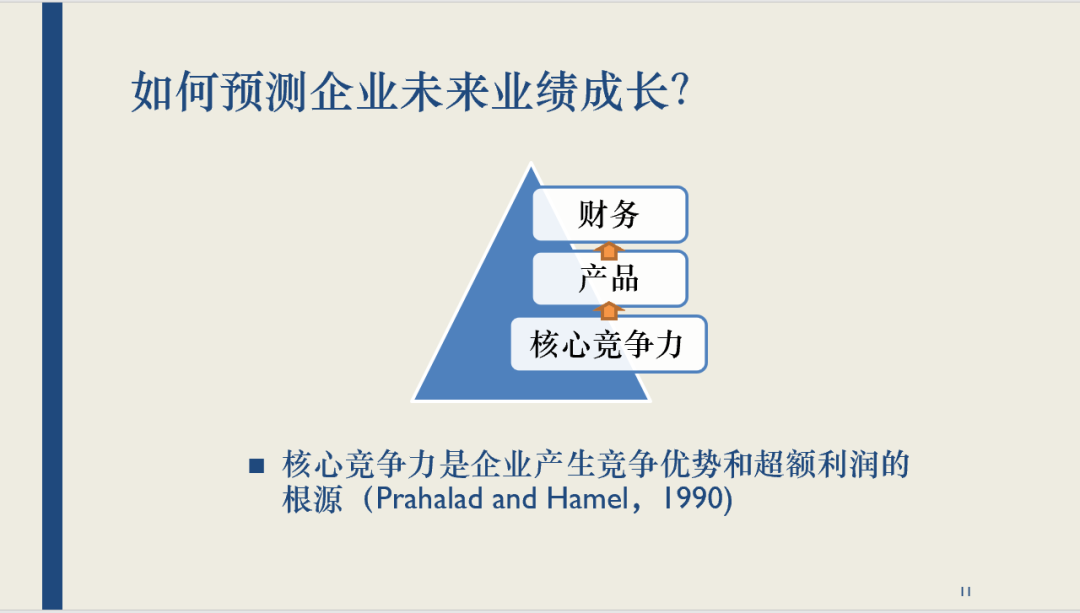 如何预测企业未来业绩成长？
财务
产品
核心竞争力
■ 核心竞争力是企业产生竞争优势和超额利润的
根源（Prahalad and Hamel，1990)
11